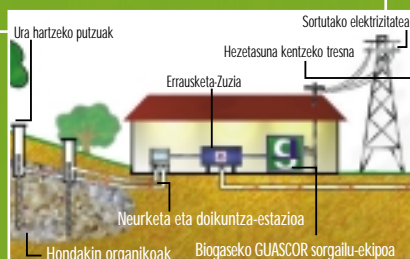 Ura hartzeko putzuak
Sortutako elektrizitatea
Hezetasuna kentzeko tresna
Errausketa-Zuzia
Neurketa eta doikuntza-estazioa
Hondakin organikoak
Biogaseko GUASCOR sorgailu-ekipoa